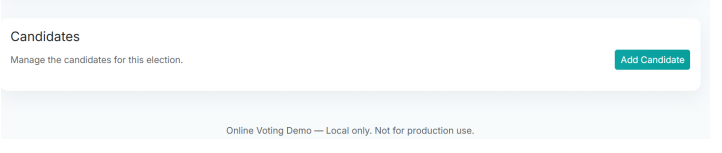 Candidates
Manage the candidates for this election.
Add Candidate
Online Voting Demo — Local only. Not for production use.